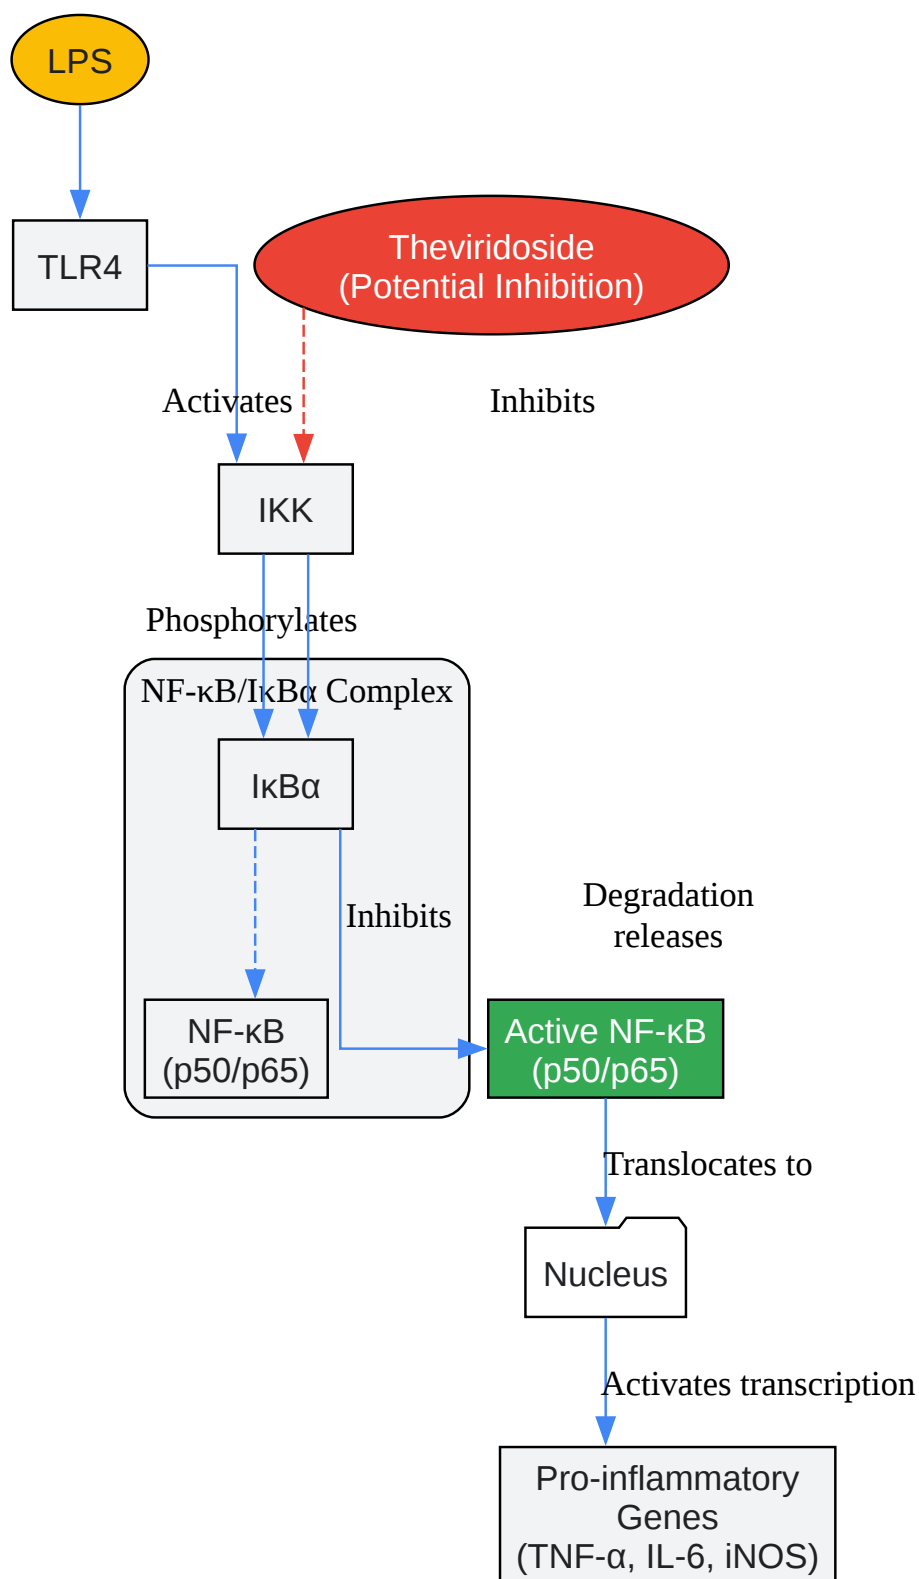 LPS
TLR4
Theviridoside
(Potential Inhibition)
Activates
Inhibits
IKK
Phosphorylates
NF-κB/IκBα Complex
IκBα
Inhibits
Degradation
releases
NF-κB
(p50/p65)
Active NF-κB
(p50/p65)
Translocates to
Nucleus
Activates transcription
Pro-inflammatory
Genes
(TNF-α, IL-6, iNOS)